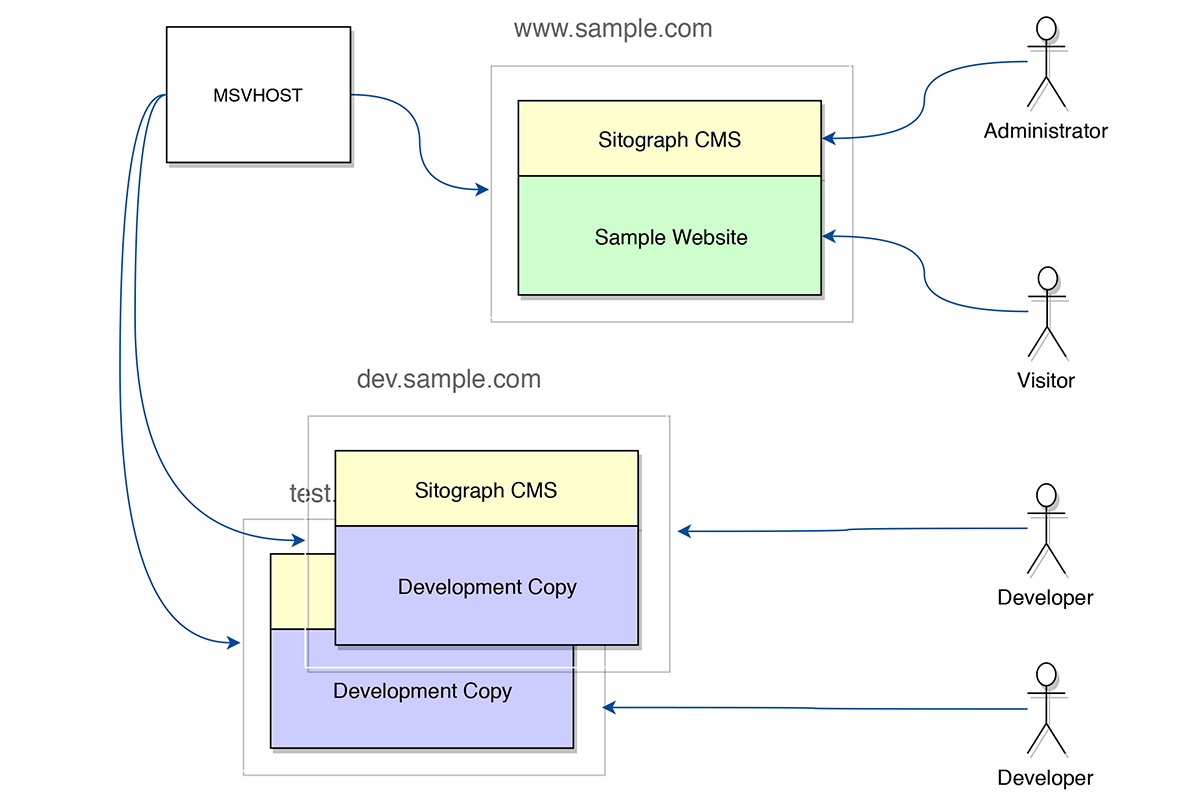 www.sample.com
MSVHOST
Sitograph CMS
Administrator
Sample Website
Visitor
dev.sample.com
Sitograph CMS
test.
Development Copy
Developer
Development Copy
Developer